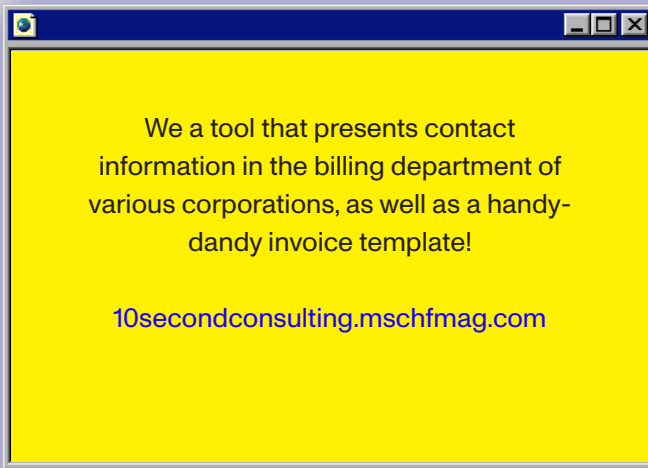 We a tool that presents contact
information in the billing department of
various corporations, as well as a handy-
dandy invoice template!
10secondconsulting.mschfmag.com